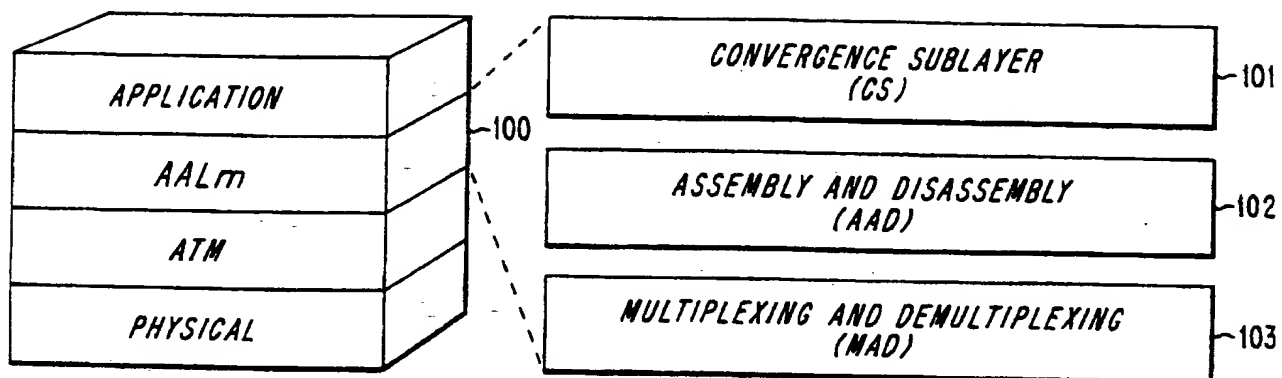 APPLICATION
AALm
ATM
PHYSICAL
100
CONVERGENCE SUBLAYER
(CS)
101
ASSEMBLY AND DISASSEMBLY
(AAD)
102
MULTIPLEXING AND DEMULTIPLEXING
(MAD)
103